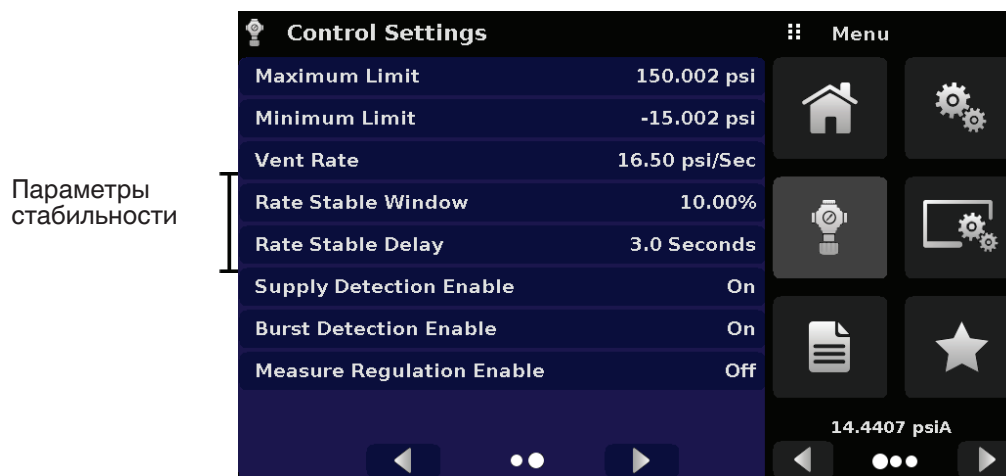 Control Settings
Menu
Maximum Limit 150.002 psi
Minimum Limit -15.002 psi
Vent Rate 16.50 psi/Sec
Параметры
стабильности
Rate Stable Window 10.00%
Rate Stable Delay 3.0 Seconds
Supply Detection Enable On
Burst Detection Enable On
Measure Regulation Enable Off
14.4407 psiA